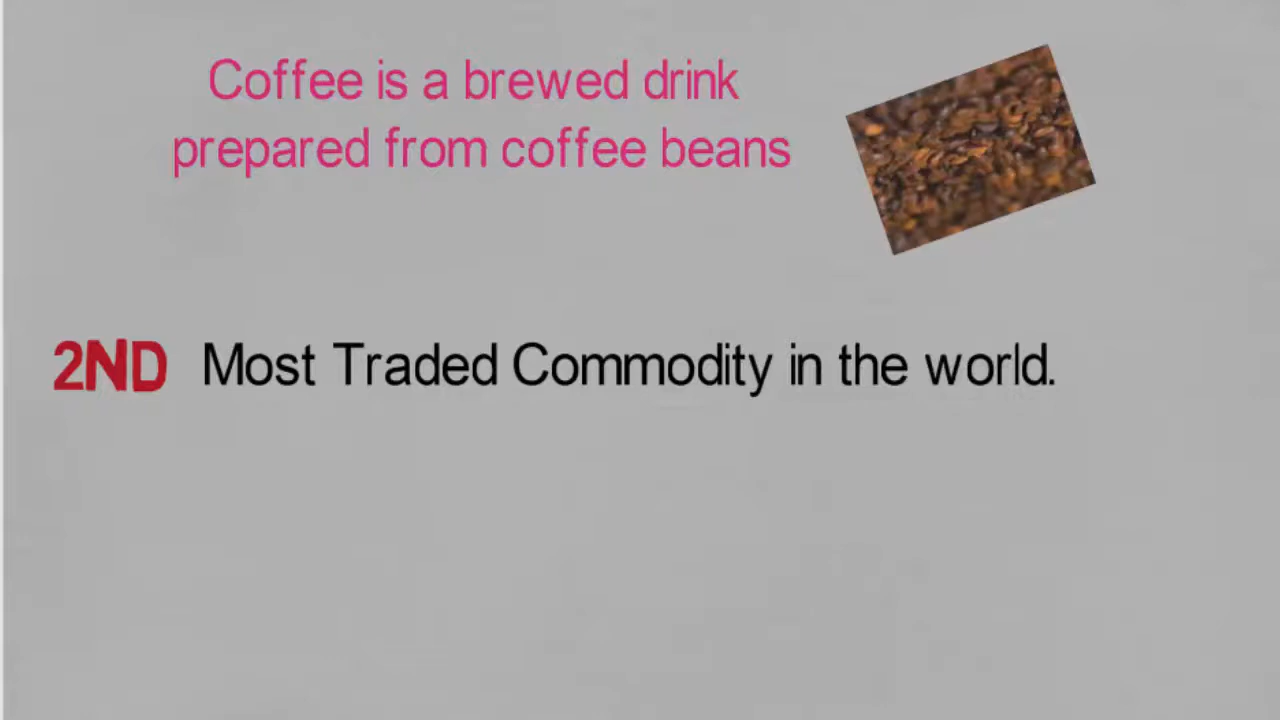 Coffee is a brewed drink
prepared from coffee beans
2ND Most Traded Commodity in the world.